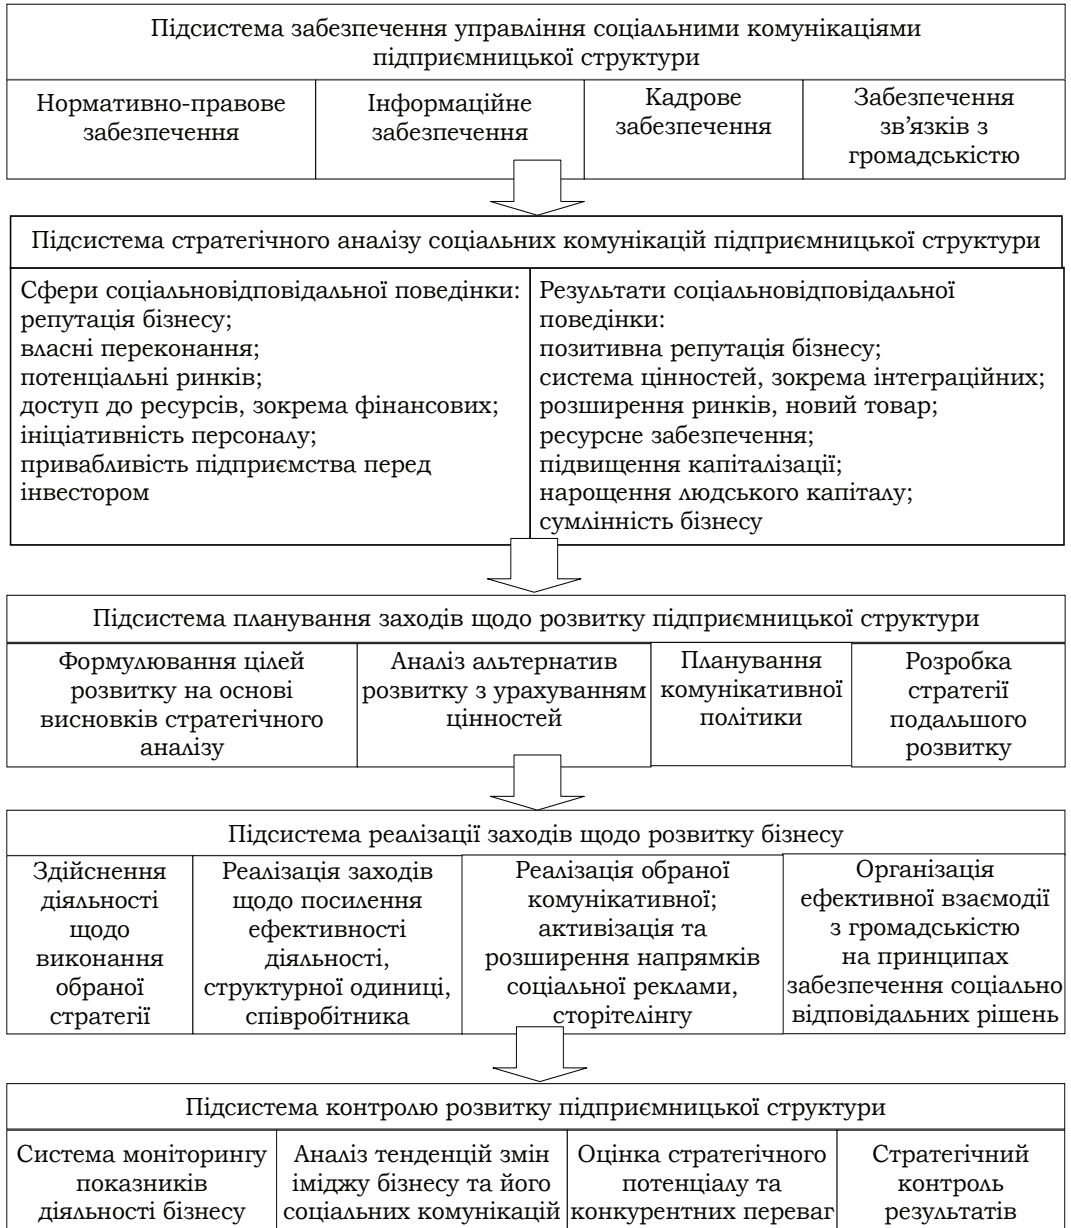 Підсистема забезпечення управління соціальними комунікаціями
підприємницької структури
Нормативно-правове
забезпечення
Інформаційне
забезпечення
Кадрове
забезпечення
Забезпечення
зв’язків з
громадськістю
Підсистема стратегічного аналізу соціальних комунікацій підприємницької структури
Сфери соціальновідповідальної поведінки:
репутація бізнесу;
власні переконання;
потенціальні ринків;
доступ до ресурсів, зокрема фінансових;
ініціативність персоналу;
привабливість підприємства перед
інвестором
Результати соціальновідповідальної
поведінки:
позитивна репутація бізнесу;
система цінностей, зокрема інтеграційних;
розширення ринків, новий товар;
ресурсне забезпечення;
підвищення капіталізації;
нарощення людського капіталу;
сумлінність бізнесу
Підсистема планування заходів щодо розвитку підприємницької структури
Формулювання цілей
розвитку на основі
висновків стратегічного
аналізу
Аналіз альтернатив
розвитку з урахуванням
цінностей
Планування
комунікативної
політики
Розробка
стратегії
подальшого
розвитку
Підсистема реалізації заходів щодо розвитку бізнесу
Здійснення
діяльності
щодо
виконання
обраної
стратегії
Реалізація заходів
щодо посилення
ефективності
діяльності,
структурної одиниці,
співробітника
Реалізація обраної
комунікативної;
активізація та
розширення напрямків
соціальної реклами,
сторітелінгу
Організація
ефективної взаємодії
з громадськістю
на принципах
забезпечення соціально
відповідальних рішень
Підсистема контролю розвитку підприємницької структури
Система моніторингу
показників
діяльності бізнесу
Аналіз тенденцій змін
іміджу бізнесу та його
соціальних комунікацій
Оцінка стратегічного
потенціалу та
конкурентних переваг
Стратегічний
контроль
результатів